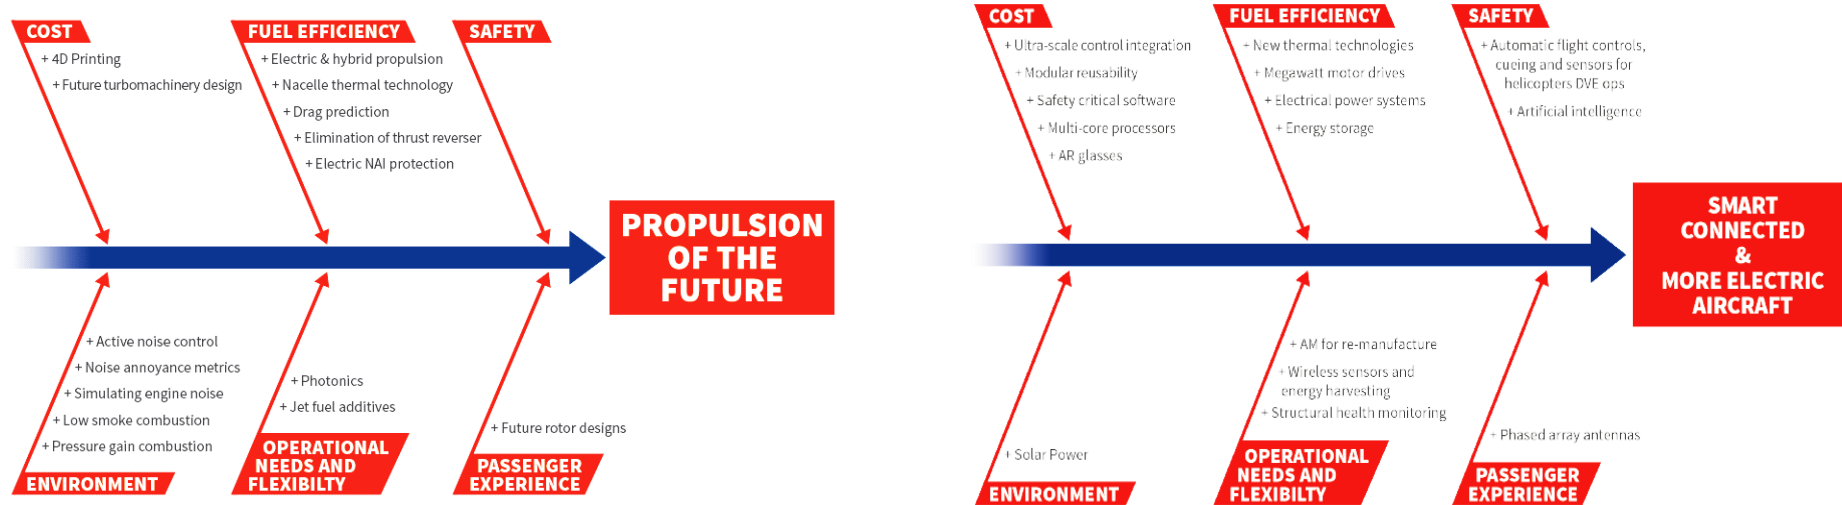 COST
+ 4D Printing
+ Future turbomachinery design
FUEL EFFICIENCY
+ Electric & hybrid propulsion
+ Nacelle thermal technology
+ Drag prediction
+ Elimination of thrust reverser
+ Electric NAI protection
SAFETY
PROPULSION
OF THE
FUTURE
+ Active noise control
+ Noise annoyance metrics
+ Simulating engine noise
+ Low smoke combustion
+ Pressure gain combustion
ENVIRONMENT
+ Photonics
+ Jet fuel additives
OPERATIONAL
NEEDS AND
FLEXIBILTY
+ Future rotor designs
PASSENGER
EXPERIENCE
COST
+ Ultra-scale control integration
+ Modular reusability
+ Safety critical software
+ Multi-core processors
+ AR glasses
FUEL EFFICIENCY
+ New thermal technologies
+ Megawatt motor drives
+ Electrical power systems
+ Energy storage
SAFETY
+ Automatic flight controls,
cueing and sensors for
helicopters DVE ops
+ Artificial intelligence
SMART
CONNECTED
&
MORE ELECTRIC
AIRCRAFT
+ Solar Power
ENVIRONMENT
+ AM for re-manufacture
+ Wireless sensors and
energy harvesting
+ Structural health monitoring
OPERATIONAL
NEEDS AND
FLEXIBILTY
+ Phased array antennas
PASSENGER
EXPERIENCE